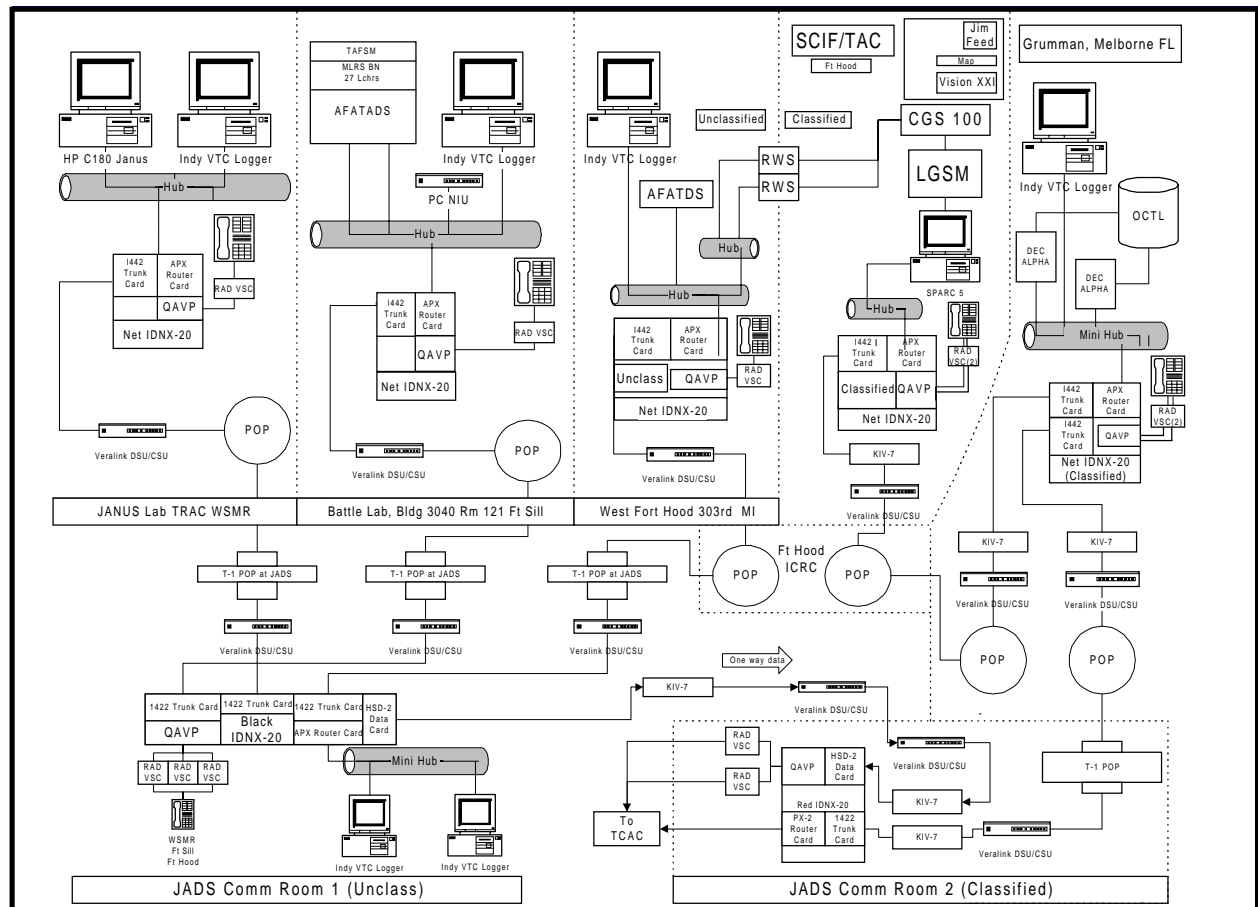 HP C180 Janus
Indy VTC Logger
Hub
I442
Trunk
Card
APX
Router
Card
QAVP
Net IDNX-20
RAD VSC
Veralink DSU/CSU
POP
JANUS Lab TRAC WSMR
TAFSM
MLRS BN
27 Lchrs
AFATADS
Indy VTC Logger
PC NIU
Hub
I442
Trunk
Card
APX
Router
Card
QAVP
Net IDNX-20
RAD VSC
Veralink DSU/CSU
POP
Battle Lab, Bldg 3040 Rm 121 Ft Sill
Indy VTC Logger
Unclassified
AFATDS
Hub
Hub
I442
Trunk
Card
APX
Router
Card
Unclass
QAVP
Net IDNX-20
RAD
VSC
Veralink DSU/CSU
West Fort Hood 303rd MI
SCIF/TAC
Ft Hood
Jim
Feed
Map
Vision XXI
Classified
CGS 100
RWS
RWS
LGSM
SPARC 5
Hub
I442
Trunk
Card
APX
Router
Card
Classified
QAVP
Net IDNX-20
RAD
VSC(2)
KIV-7
Veralink DSU/CSU
Ft Hood
ICRC
POP
POP
Grumman, Melborne FL
Indy VTC Logger
OCTL
DEC
ALPHA
DEC
ALPHA
Mini Hub
I442
Trunk
Card
APX
Router
Card
I442
Trunk
Card
QAVP
Net IDNX-20
(Classified)
RAD
VSC(2)
KIV-7
KIV-7
Veralink DSU/CSU
Veralink DSU/CSU
POP
POP
T-1 POP at JADS
T-1 POP at JADS
T-1 POP at JADS
Veralink DSU/CSU
Veralink DSU/CSU
Veralink DSU/CSU
1422 Trunk Card
1422 Trunk Card
1422 Trunk Card
HSD-2
Data
Card
QAVP
Black
IDNX-20
APX Router Card
RAD
VSC
RAD
VSC
RAD
VSC
WSMR
Ft Sill
Ft Hood
Mini Hub
Indy VTC Logger
Indy VTC Logger
JADS Comm Room 1 (Unclass)
One way data
KIV-7
Veralink DSU/CSU
Veralink DSU/CSU
KIV-7
RAD
VSC
RAD
VSC
QAVP
HSD-2
Data
Card
Red IDNX-20
PX-2
Router
Card
1422
Trunk
Card
To
TCAC
KIV-7
Veralink DSU/CSU
T-1 POP
JADS Comm Room 2 (Classified)